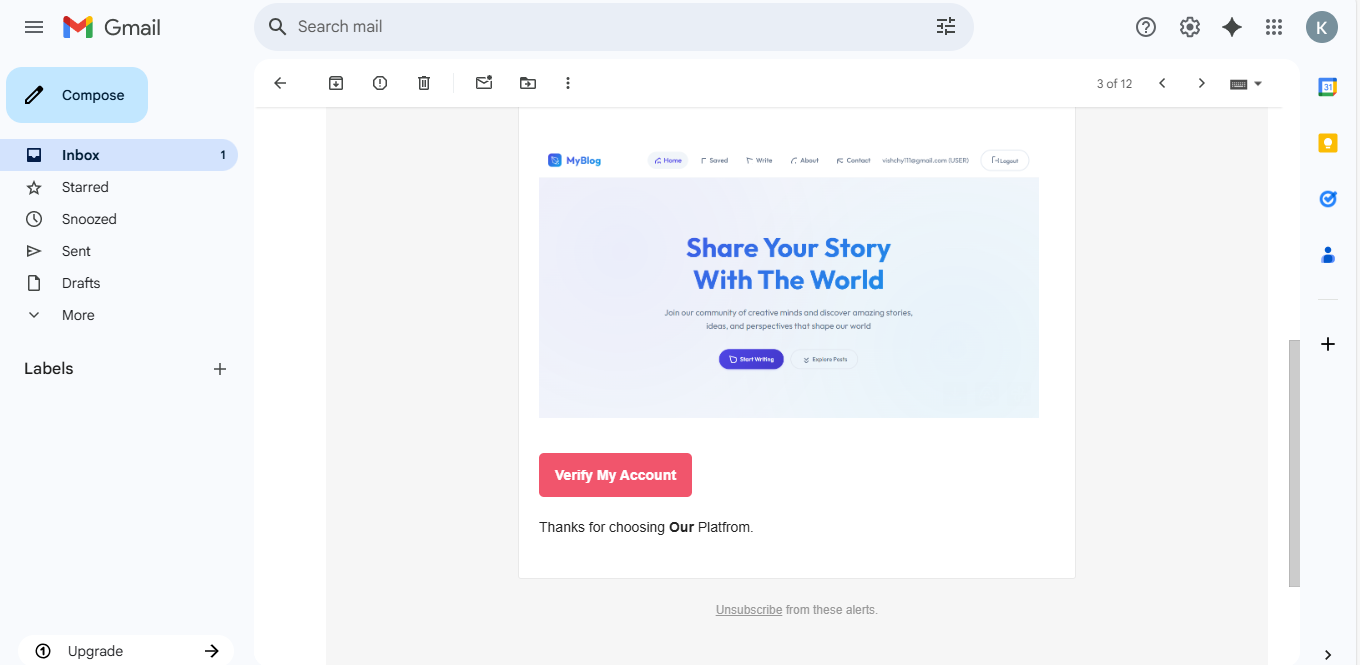 Gmail
Search mail
K
Compose
3 of 12
31
Inbox 1
Starred
Snoozed
Sent
Drafts
More
Labels
Upgrade
MyBlog
Home Saved Write About Contact vishchy111@gmail.com (USER) Logout
Share Your Story
With The World
Join our community of creative minds and discover amazing stories,
ideas, and perspectives that shape our world
Start Writing Explore Posts
Verify My Account
Thanks for choosing Our Platfrom.
Unsubscribe from these alerts.